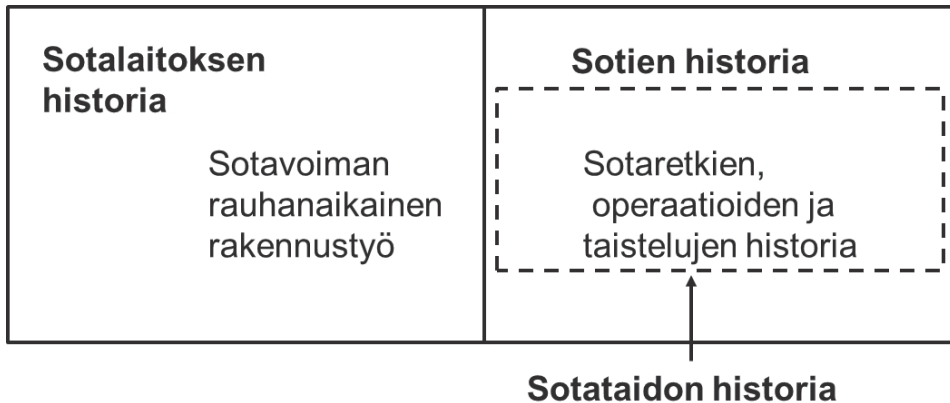 Sotalaitoksen
historia
Sotavoiman
rauhanaikainen
rakennustyö
Sotien historia
Sotaretkien,
operaatioiden ja
taistelujen historia
Sotataidon historia